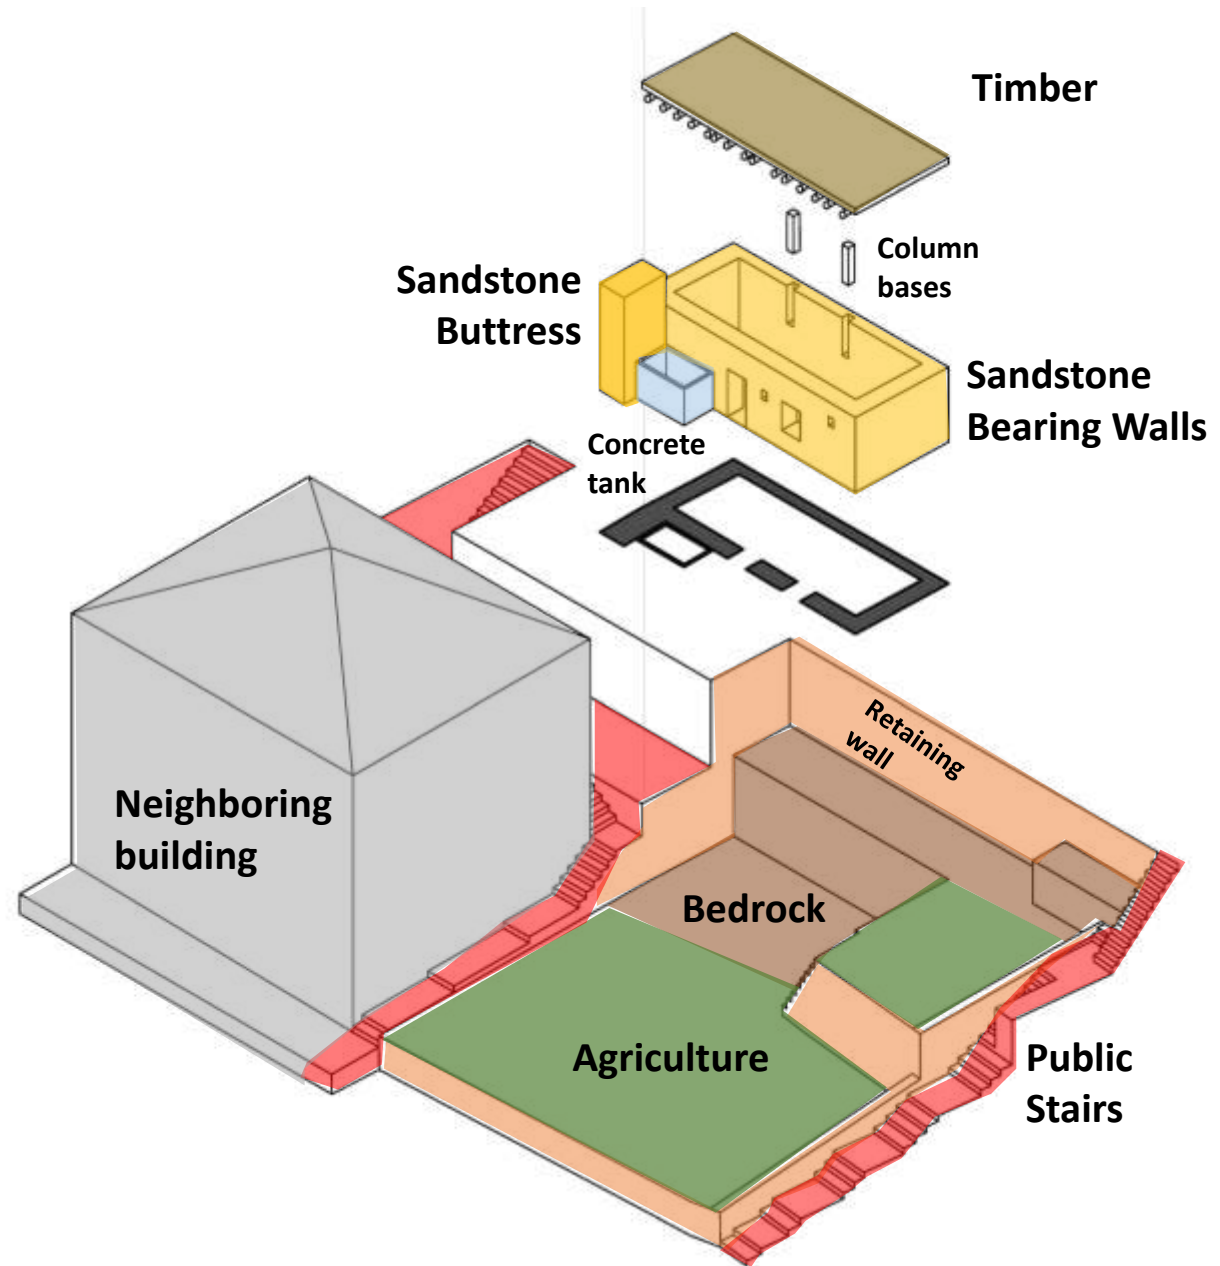 Timber
Column
bases
Sandstone
Buttress
Sandstone
Bearing Walls
Concrete
tank
Retaining
wall
Neighboring
building
Bedrock
Agriculture
Public
Stairs